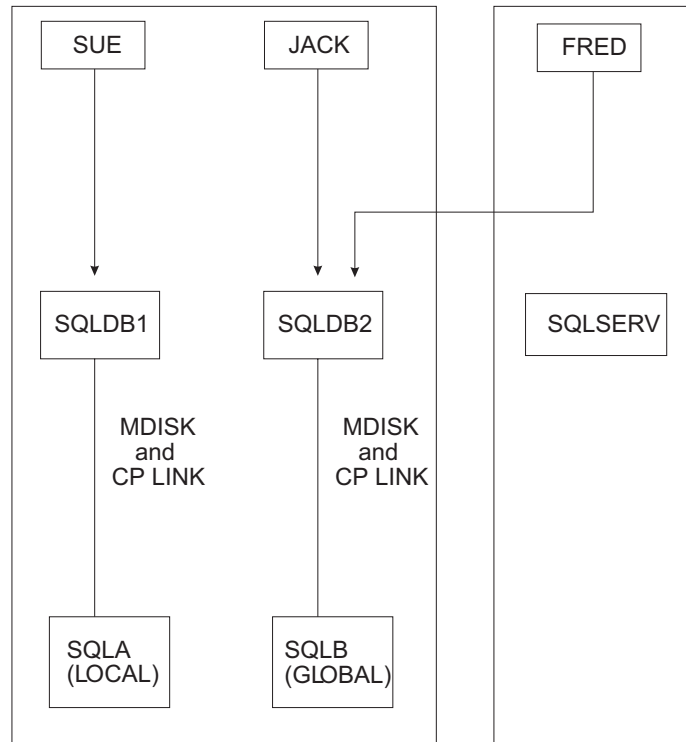 SUE
JACK
FRED
SQLDB1
SQLDB2
SQLSERV
MDISK
and
CP LINK
MDISK
and
CP LINK
SQLA
(LOCAL)
SQLB
(GLOBAL)